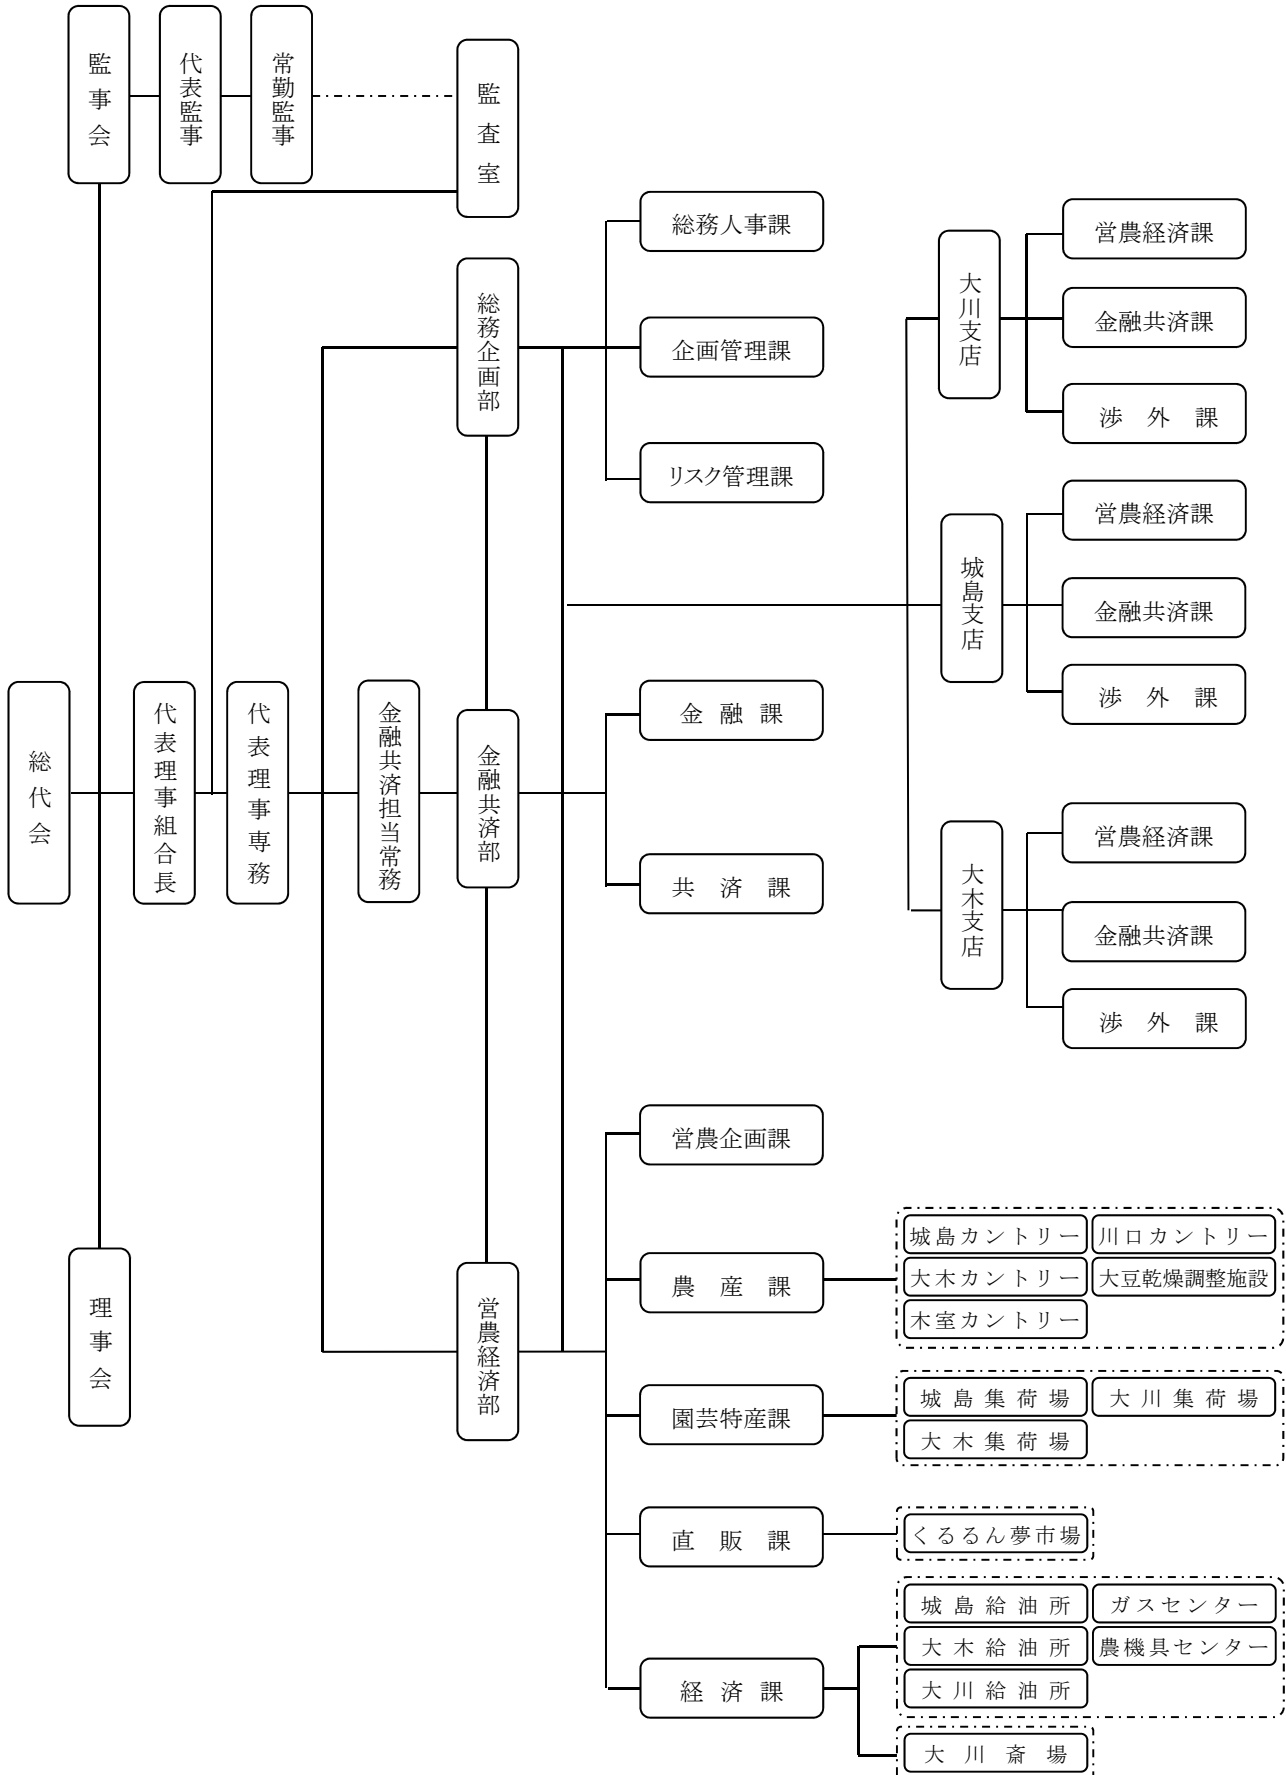 監事会
代表監事
常勤監事
監査室
総務人事課
企画管理課
リスク管理課
総務企画部
大川支店
営農経済課
金融共済課
渉外課
城島支店
営農経済課
金融共済課
渉外課
総代会
代表理事組合長
代表理事専務
金融共済担当常務
金融共済部
金融課
共済課
大木支店
営農経済課
金融共済課
渉外課
理事会
営農経済部
営農企画課
農産課
城島カントリー
川口カントリー
大木カントリー
大豆乾燥調整施設
木室カントリー
園芸特産課
城島集荷場
大川集荷場
大木集荷場
直販課
くるるん夢市場
経済課
城島給油所
ガスセンター
大木給油所
農機具センター
大川給油所
大川斎場